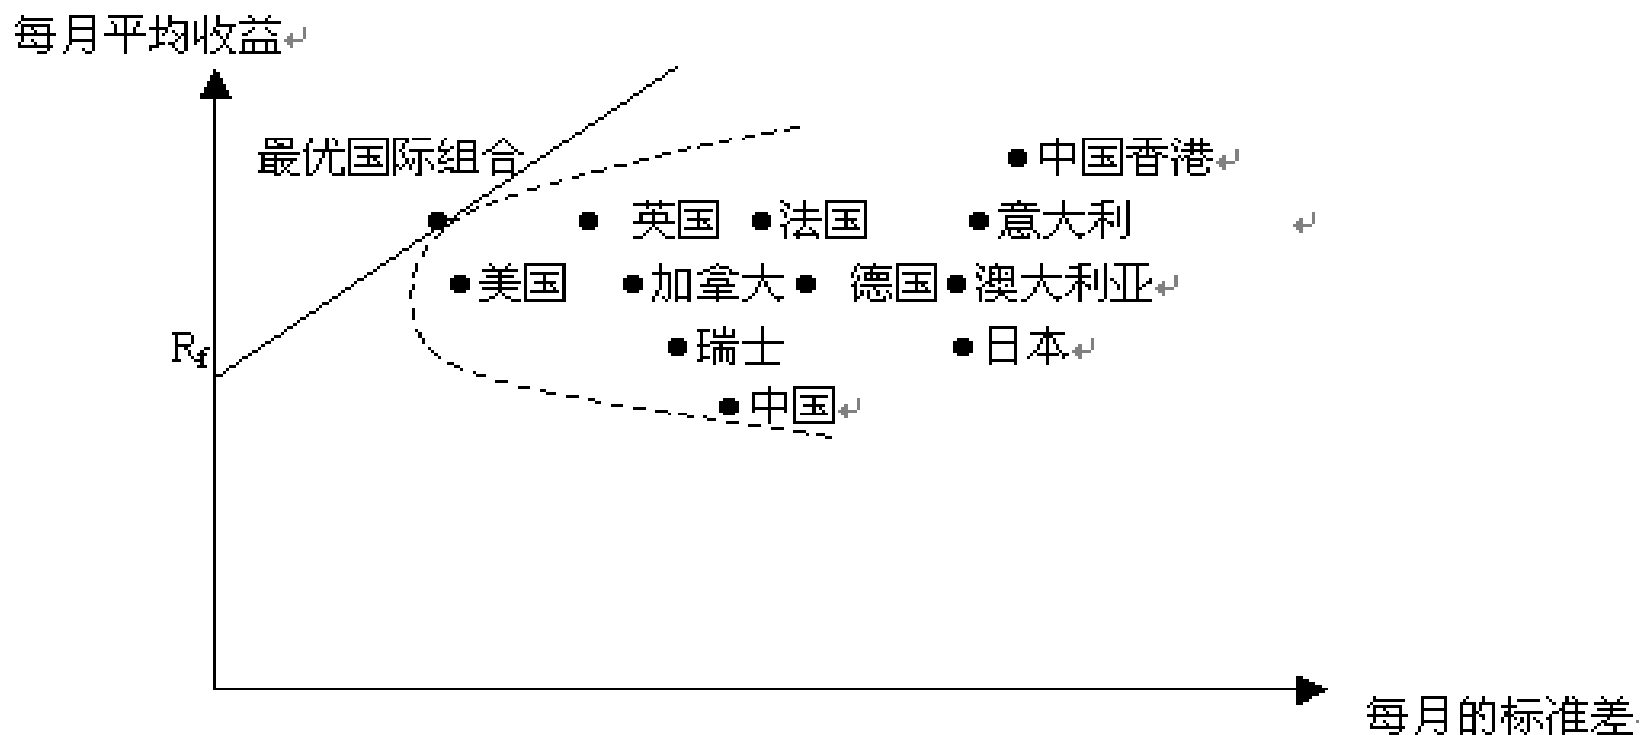 每月平均收益
最优国际组合
中国香港
英国 法国 意大利
美国 加拿大 德国 澳大利亚
Rf 瑞士 日本
中国
每月的标准差